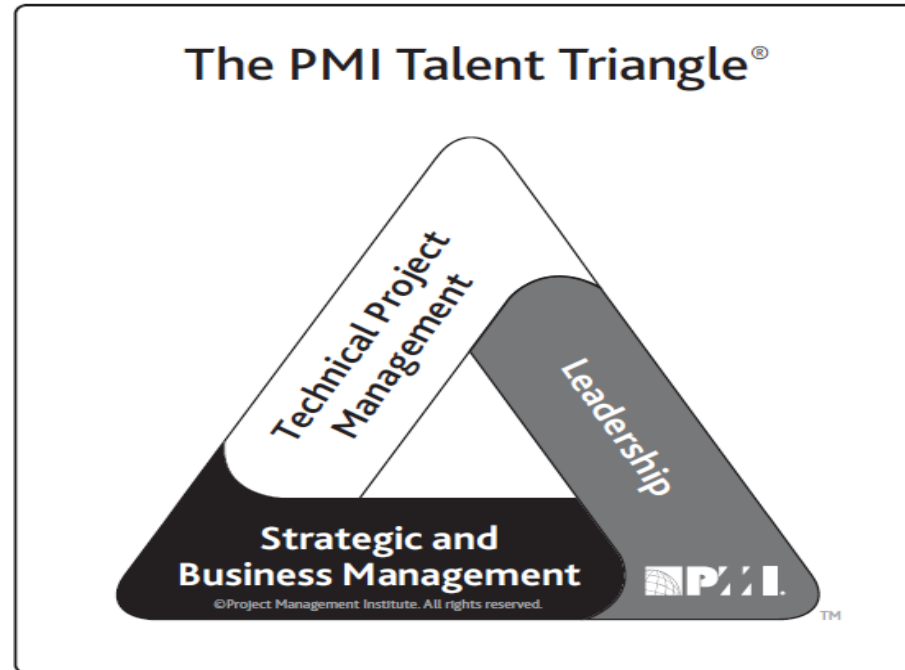 The PMI Talent Triangle®
Technical Project
Management
Leadership
Strategic and
Business Management
©Project Management Institute. All rights reserved.
PMI.
TM